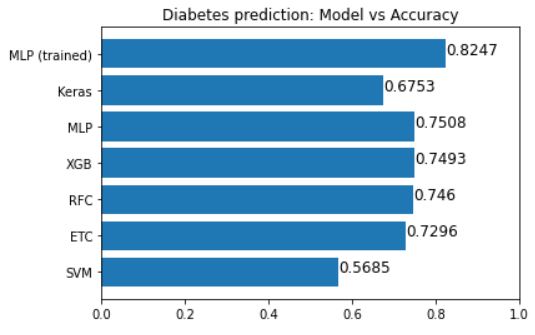 Diabetes prediction: Model vs Accuracy
MLP (trained) 0.8247
Keras 0.6753
MLP 0.7508
XGB 0.7493
RFC 0.746
ETC 0.7296
SVM 0.5685
0.0 0.2 0.4 0.6 0.8 1.0